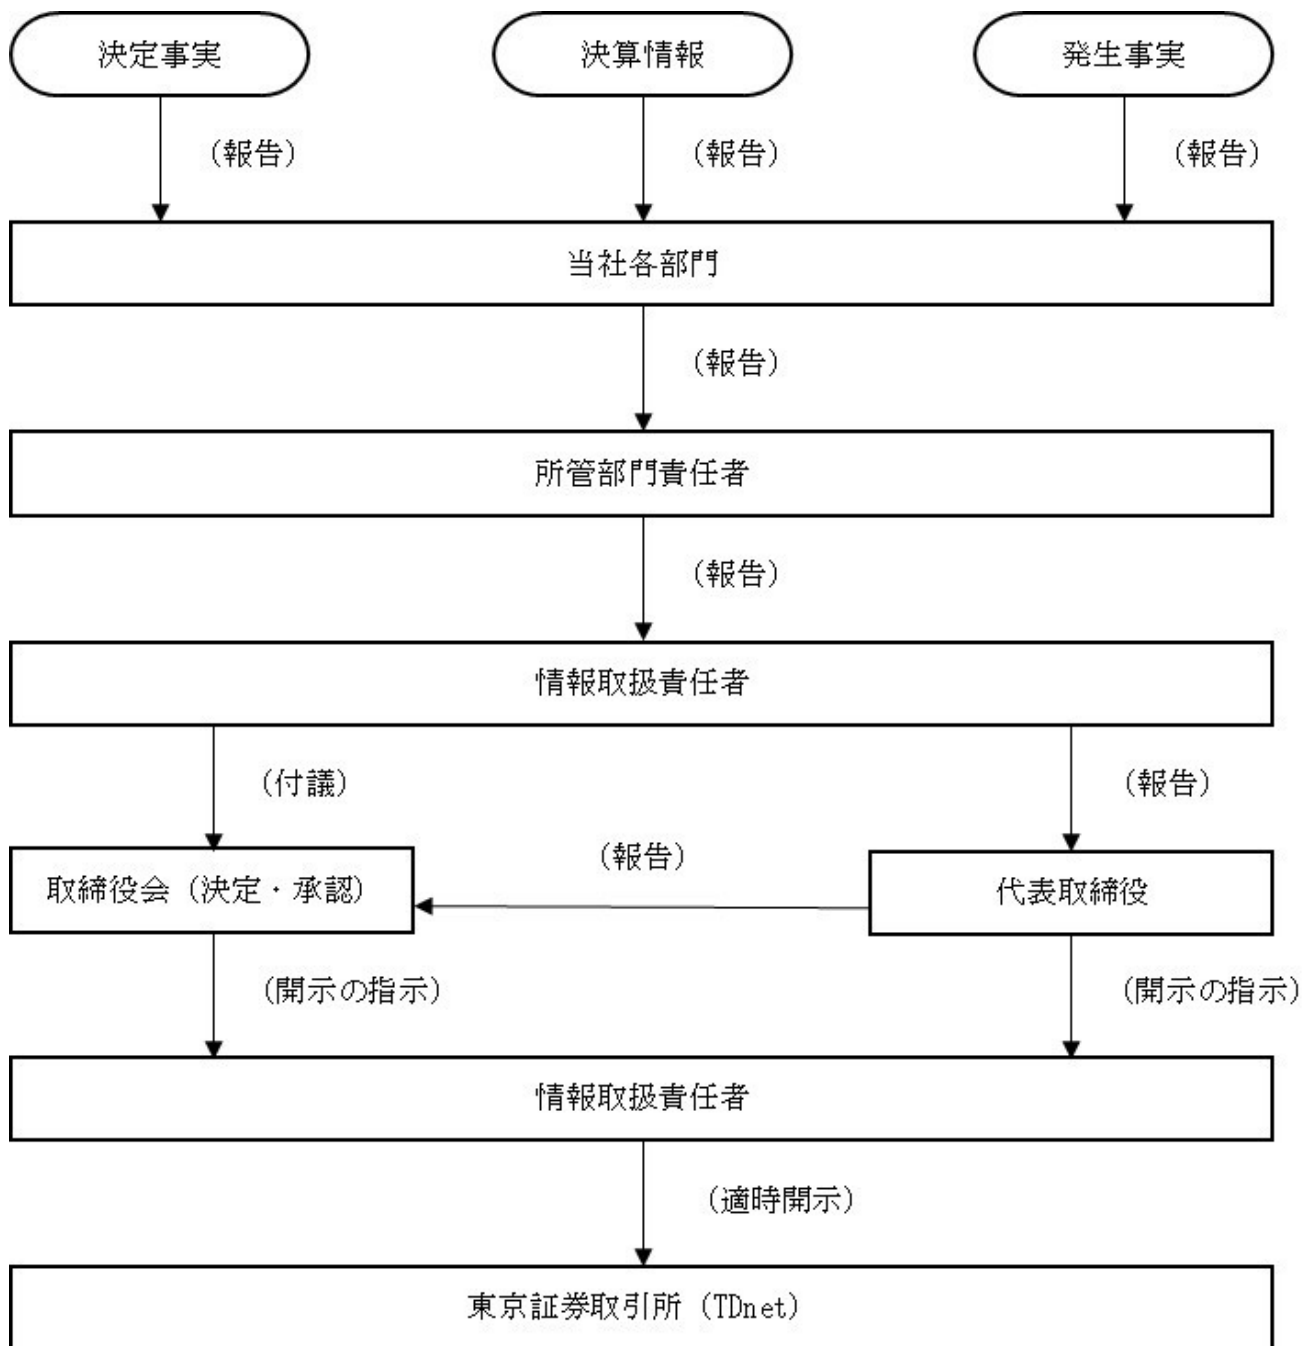 決定事実
決算情報
発生事実
(報告)
(報告)
(報告)
当社各部門
(報告)
所管部門責任者
(報告)
情報取扱責任者
(付議)
(報告)
(報告)
取締役会(決定・承認)
代表取締役
(開示の指示)
(開示の指示)
情報取扱責任者
(適時開示)
東京証券取引所(TDnet)